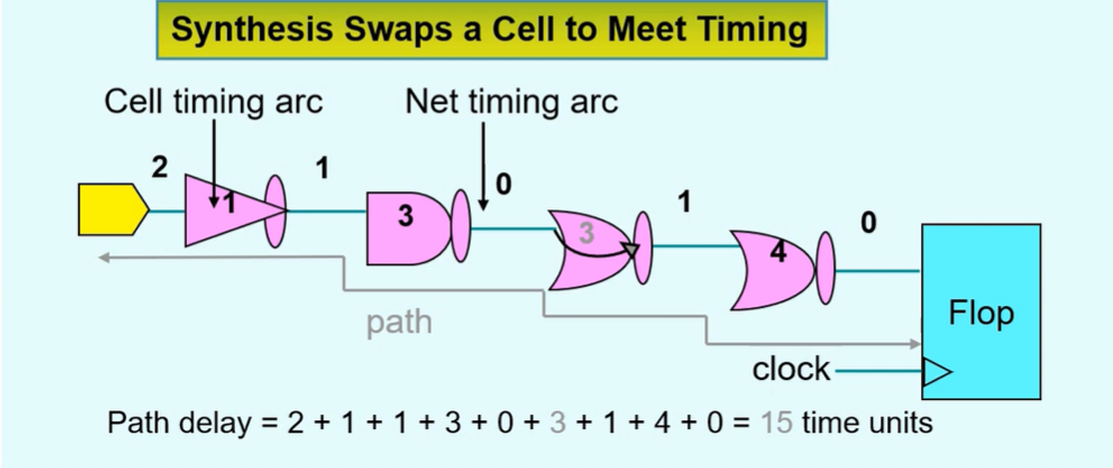 Synthesis Swaps a Cell to Meet Timing
Cell timing arc
Net timing arc
2
1
1
3
0
3
1
4
0
path
Flop
clock
Path delay = 2 + 1 + 1 + 3 + 0 + 3 + 1 + 4 + 0 = 15 time units